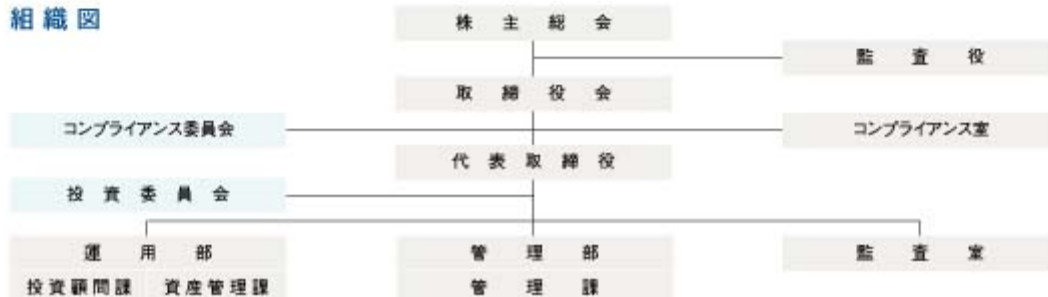 組織図
株主総会
監査役
取締役会
コンプライアンス委員会
コンプライアンス室
代表取締役
投資委員会
運用部
管理部
監査室
投資顧問課 資産管理課
管理課